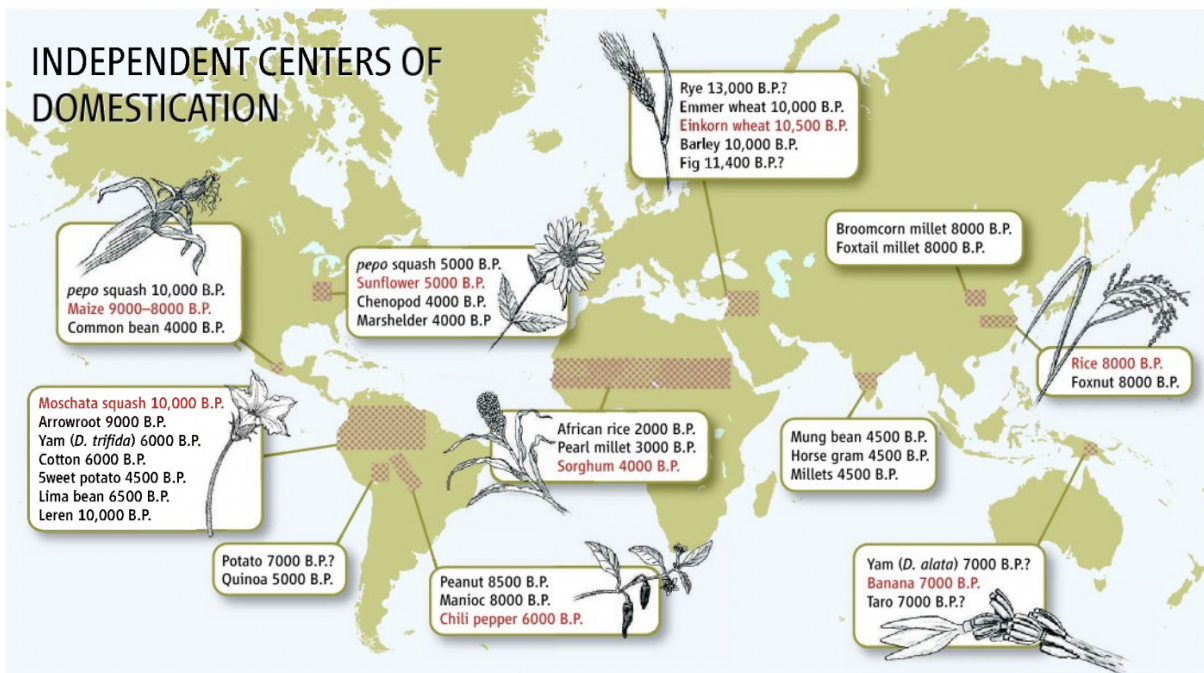 INDEPENDENT CENTERS OF
DOMESTICATION
Rye 13,000 B.P.?
Emmer wheat 10,000 B.P.
Einkorn wheat 10,500 B.P.
Barley 10,000 B.P.
Fig 11,400 B.P.?
pepo squash 10,000 B.P.
Maize 9000–8000 B.P.
Common bean 4000 B.P.
pepo squash 5000 B.P.
Sunflower 5000 B.P.
Chenopod 4000 B.P.
Marshelder 4000 B.P
Broomcorn millet 8000 B.P.
Foxtail millet 8000 B.P.
Rice 8000 B.P.
Foxnut 8000 B.P.
Moschata squash 10,000 B.P.
Arrowroot 9000 B.P.
Yam (D. trifida) 6000 B.P.
Cotton 6000 B.P.
Sweet potato 4500 B.P.
Lima bean 6500 B.P.
Leren 10,000 B.P.
African rice 2000 B.P.
Pearl millet 3000 B.P.
Sorghum 4000 B.P.
Mung bean 4500 B.P.
Horse gram 4500 B.P.
Millets 4500 B.P.
Potato 7000 B.P.?
Quinoa 5000 B.P.
Peanut 8500 B.P.
Manioc 8000 B.P.
Chili pepper 6000 B.P.
Yam (D. alata) 7000 B.P.?
Banana 7000 B.P.
Taro 7000 B.P.?